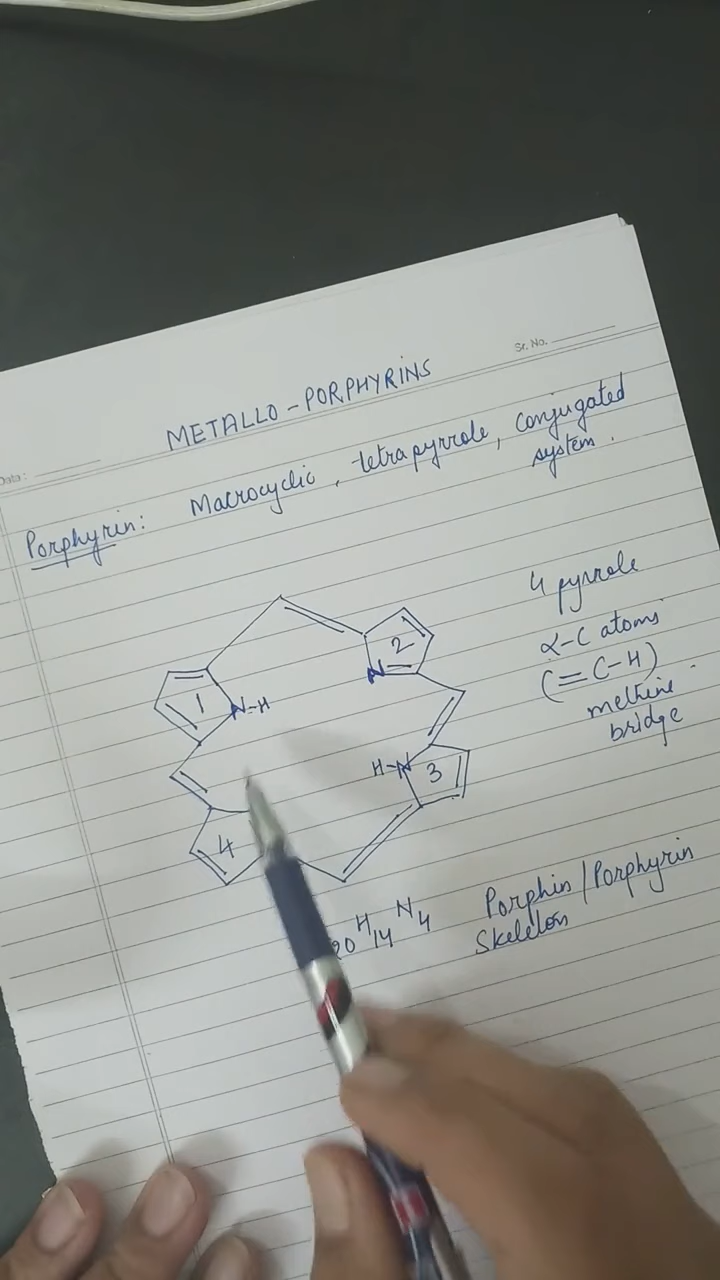 Sr. No.
METALLO-PORPHYRINS
Date :
Porphyrin: Macrocyclic, tetrapyrrole, conjugated
system.
4 pyrrole
α-C atoms
(=C-H)
methine
bridge
1
2
N-H
N
H-N
3
4
20 H14 N4
Porphin/Porphyrin
Skeleton